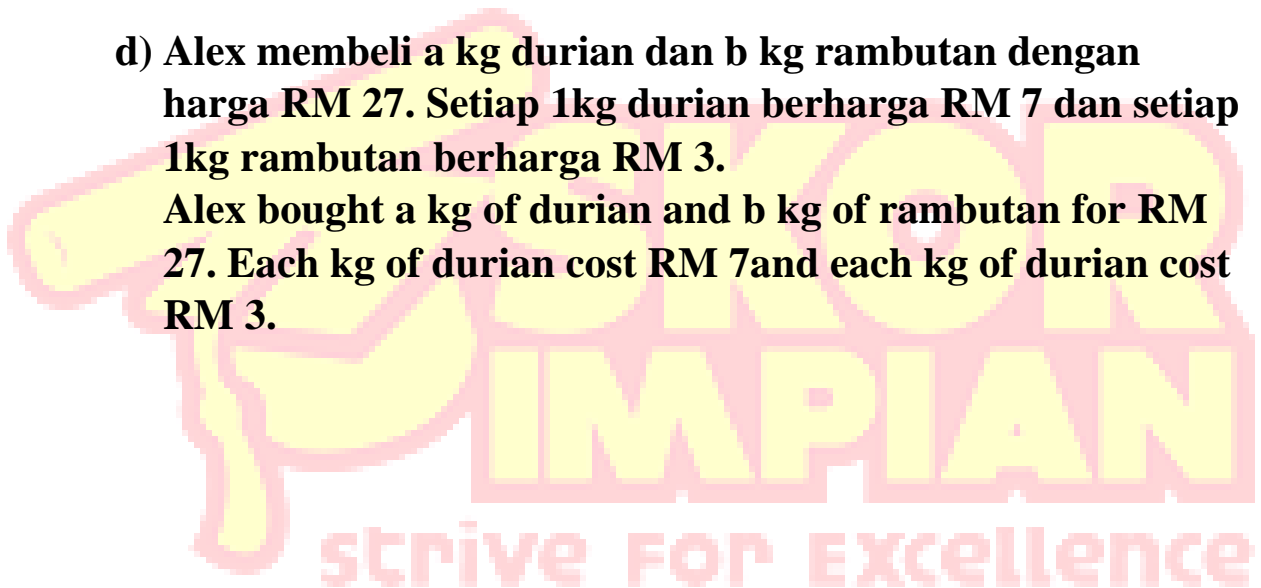 d) Alex membeli a kg durian dan b kg rambutan dengan
harga RM 27. Setiap 1kg durian berharga RM 7 dan setiap
1kg rambutan berharga RM 3.
Alex bought a kg of durian and b kg of rambutan for RM
27. Each kg of durian cost RM 7and each kg of durian cost
RM 3.
SKOR
IMPIAN
strive For Excellence